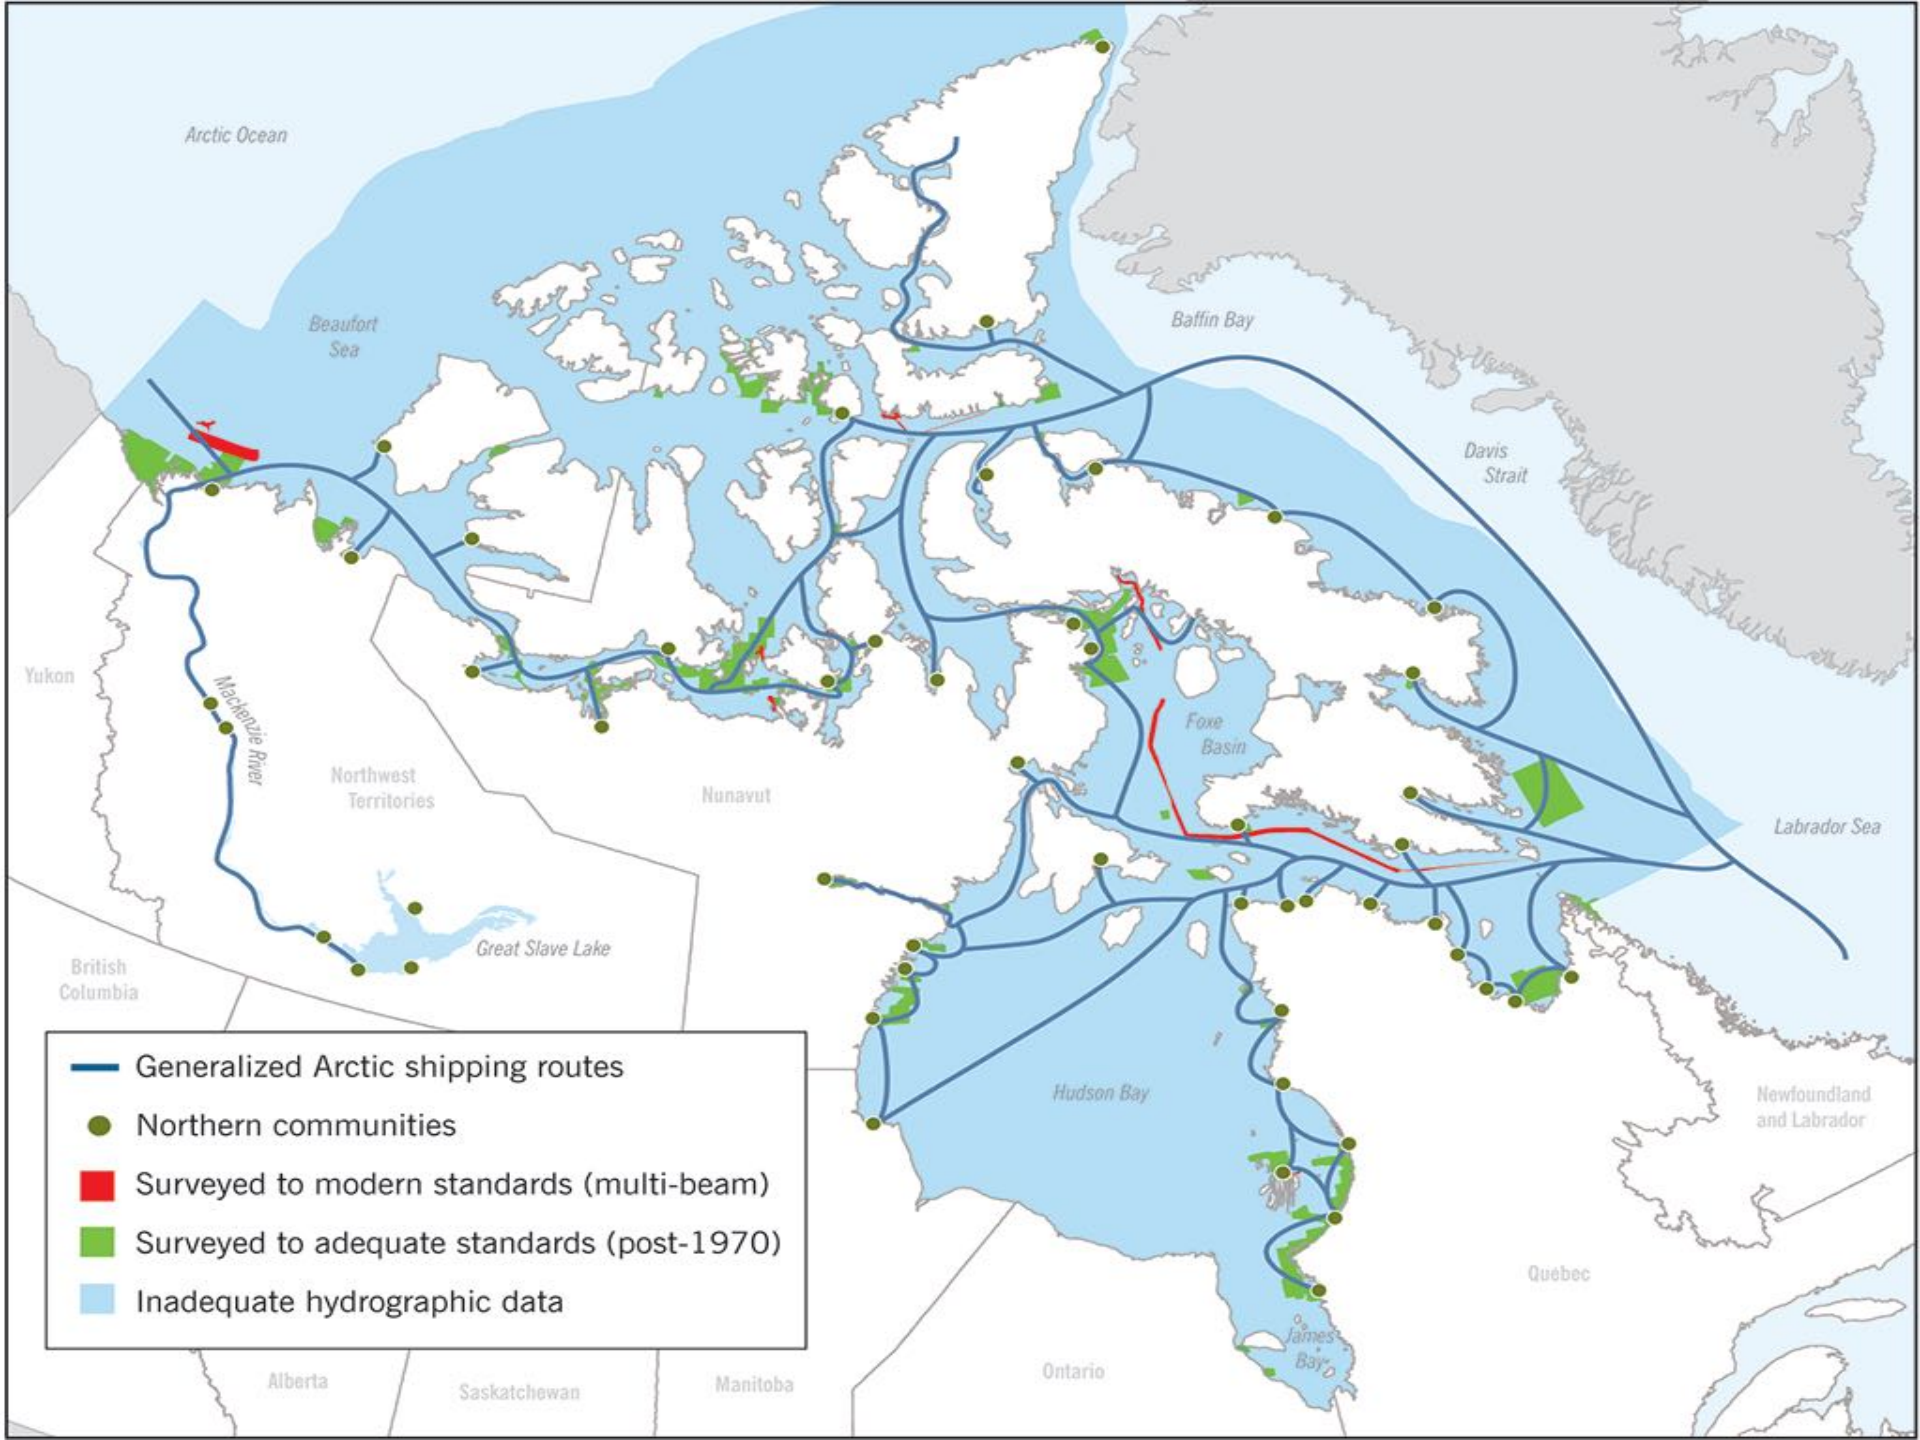 Arctic Ocean
Beaufort
Sea
Baffin Bay
Davis
Strait
Yukon
Mackenzie River
Northwest
Territories
Nunavut
Foxe
Basin
Labrador Sea
Great Slave Lake
British
Columbia
Hudson Bay
Newfoundland
and Labrador
Quebec
James
Bay
Ontario
Alberta
Saskatchewan
Manitoba
Generalized Arctic shipping routes
Northern communities
Surveyed to modern standards (multi-beam)
Surveyed to adequate standards (post-1970)
Inadequate hydrographic data